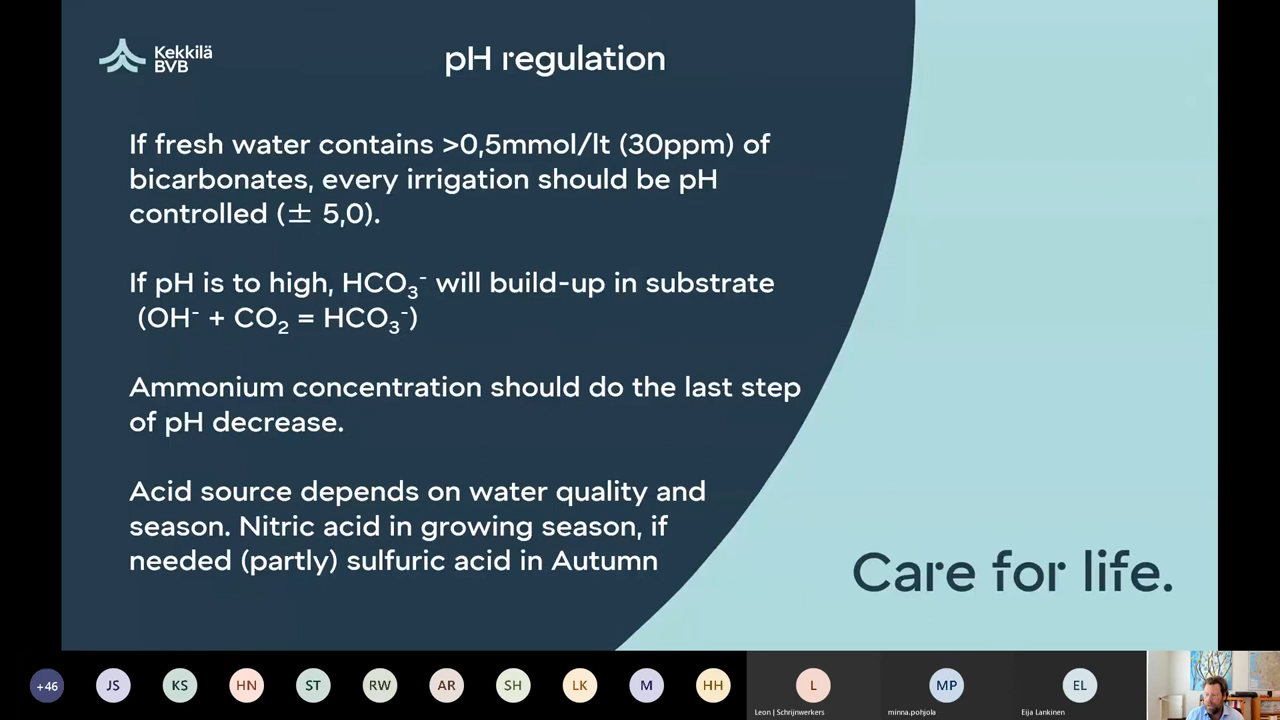 Kekkilä
BVB
pH regulation
If fresh water contains >0,5mmol/lt (30ppm) of
bicarbonates, every irrigation should be pH
controlled (± 5,0).
If pH is to high, HCO₃⁻ will build-up in substrate
(OH⁻ + CO₂ = HCO₃⁻)
Ammonium concentration should do the last step
of pH decrease.
Acid source depends on water quality and
season. Nitric acid in growing season, if
needed (partly) sulfuric acid in Autumn
Care for life.
+46 JS KS HN ST RW AR SH LK M HH L MP EL
Leon | Schrijnwerkers minna.pohjola Eija Lankinen